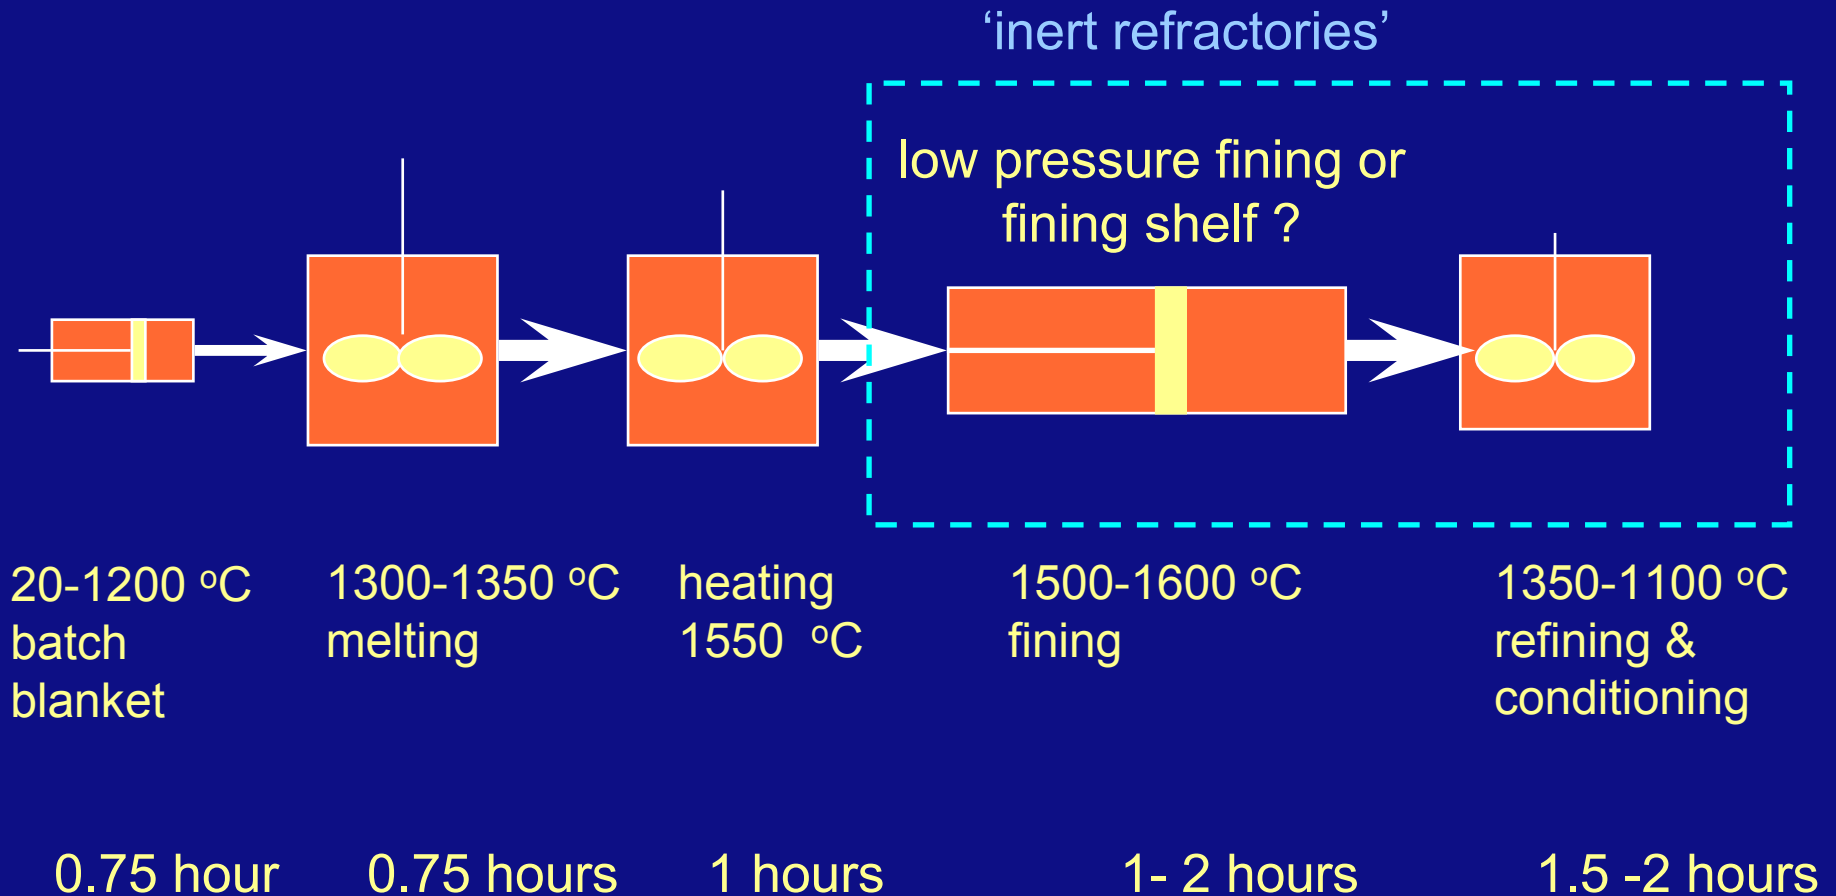 ‘inert refractories’
low pressure fining or
fining shelf ?
20-1200 ºC
batch
blanket
1300-1350 ºC
melting
heating
1550 ºC
1500-1600 ºC
fining
1350-1100 ºC
refining &
conditioning
0.75 hour
0.75 hours
1 hours
1- 2 hours
1.5 -2 hours